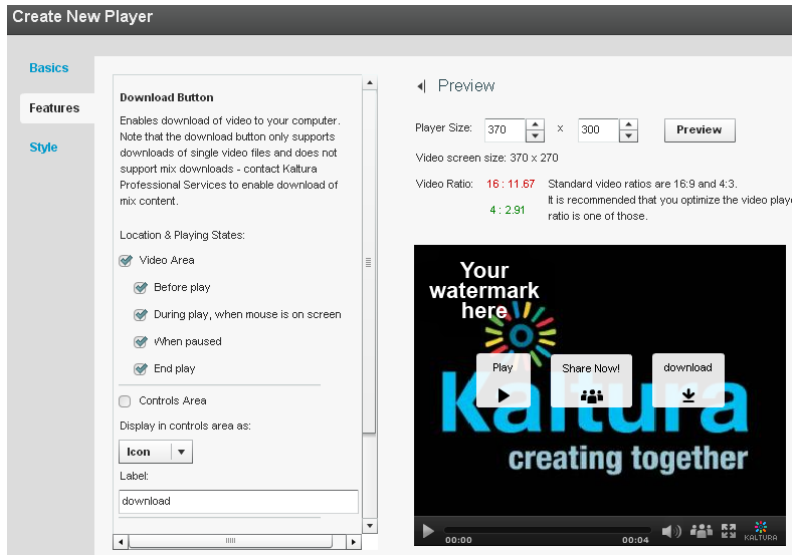 Create New Player
Basics
Features
Style
Download Button
Enables download of video to your computer.
Note that the download button only supports
downloads of single video files and does not
support mix downloads - contact Kaltura
Professional Services to enable download of
mix content.
Location & Playing States:
Video Area
Before play
During play, when mouse is on screen
When paused
End play
Controls Area
Display in controls area as:
Icon
Label:
download
Preview
Player Size: 370 x 300 Preview
Video screen size: 370 x 270
Video Ratio: 16 : 11.67 Standard video ratios are 16:9 and 4:3.
It is recommended that you optimize the video playe
4 : 2.91 ratio is one of those.
Your
watermark
here
Play Share Now! download
Kaltura
creating together
00:00 00:04 KALTURA